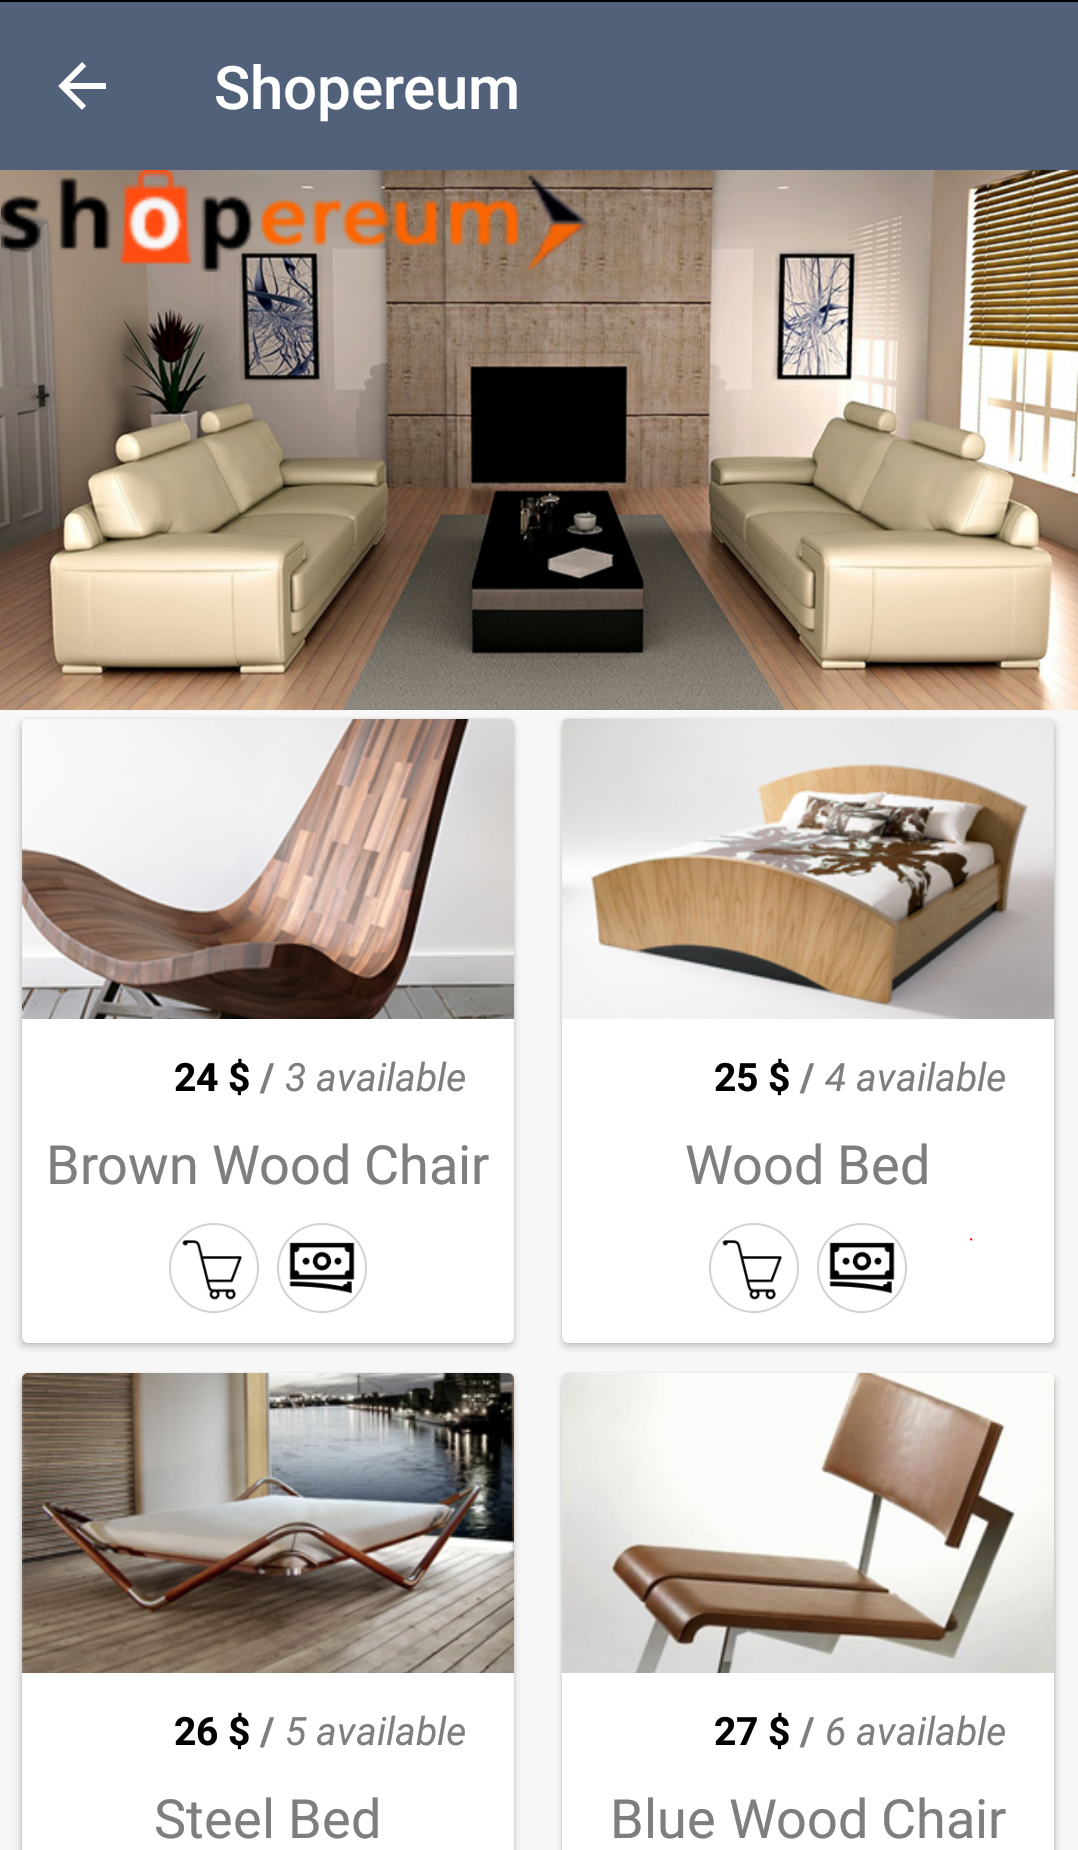 Shopereum
shopereum
24 $ / 3 available
Brown Wood Chair
25 $ / 4 available
Wood Bed
26 $ / 5 available
Steel Bed
27 $ / 6 available
Blue Wood Chair